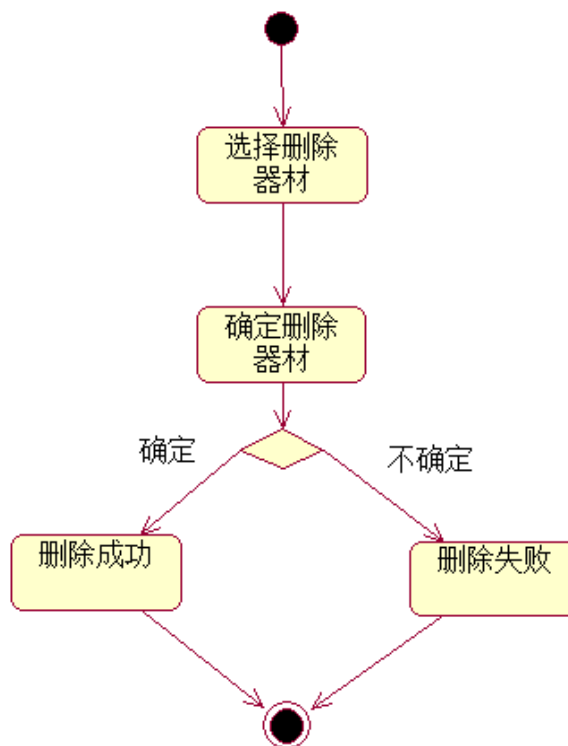 选择删除
器材
确定删除
器材
确定
不确定
删除成功
删除失败